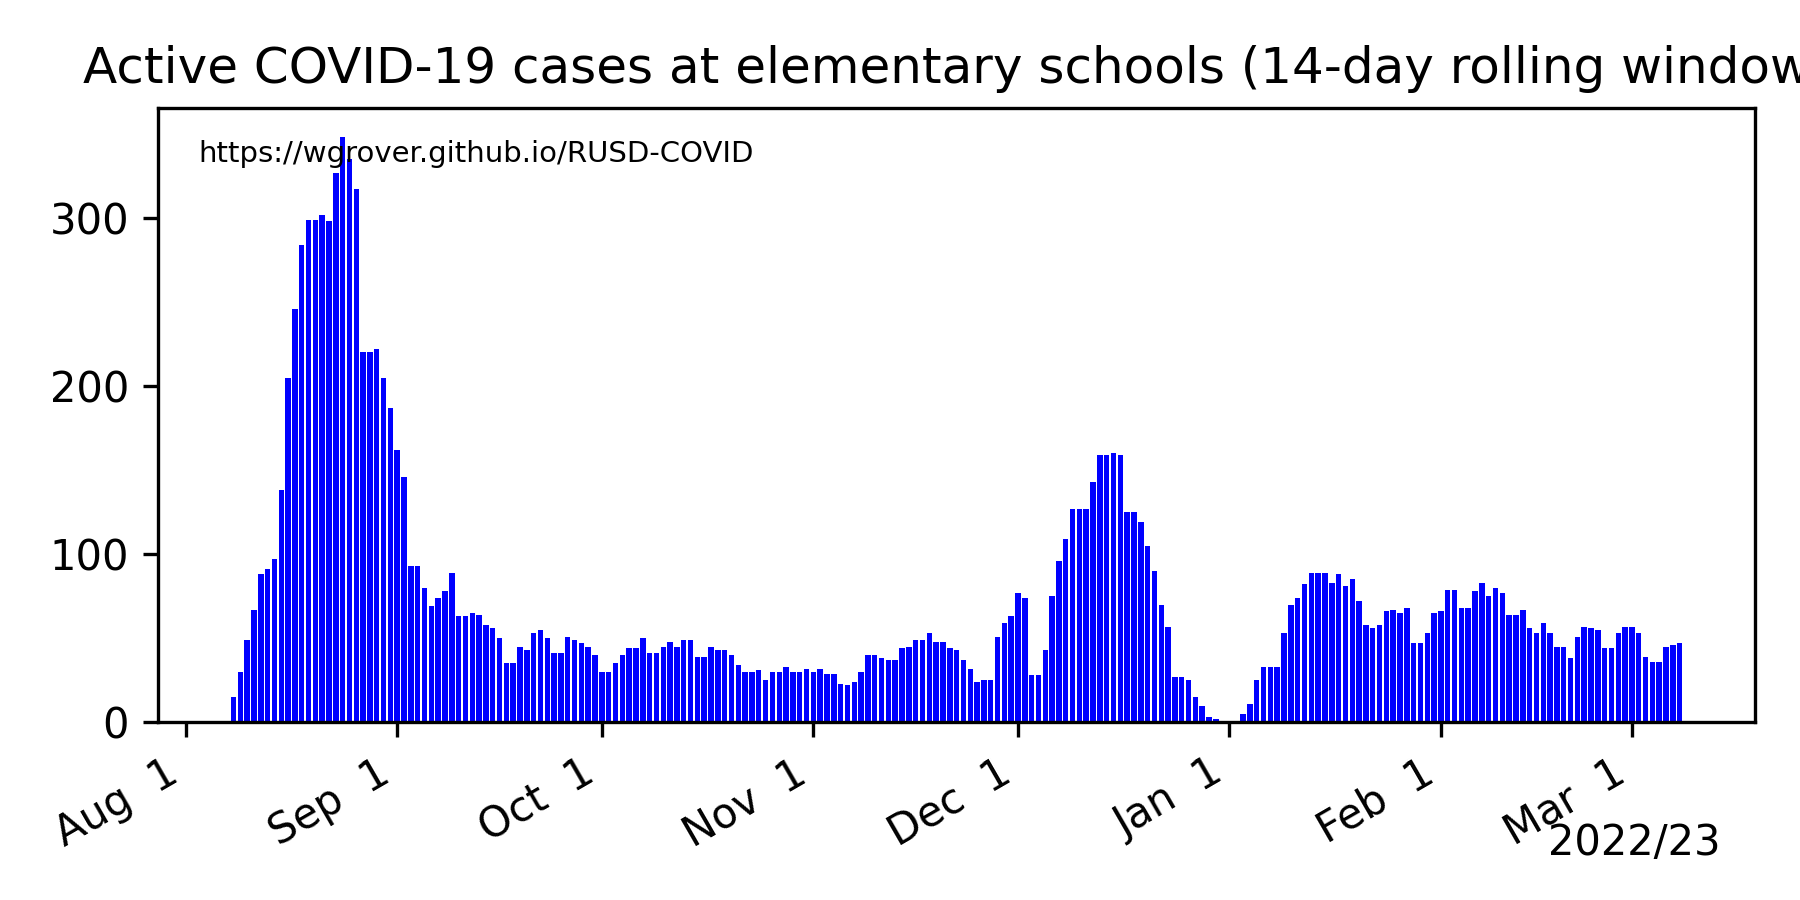 Active COVID-19 cases at elementary schools (14-day rolling window
https://wgrover.github.io/RUSD-COVID
300
200
100
0
Aug 1 Sep 1 Oct 1 Nov 1 Dec 1 Jan 1 Feb 1 Mar 1
2022/23